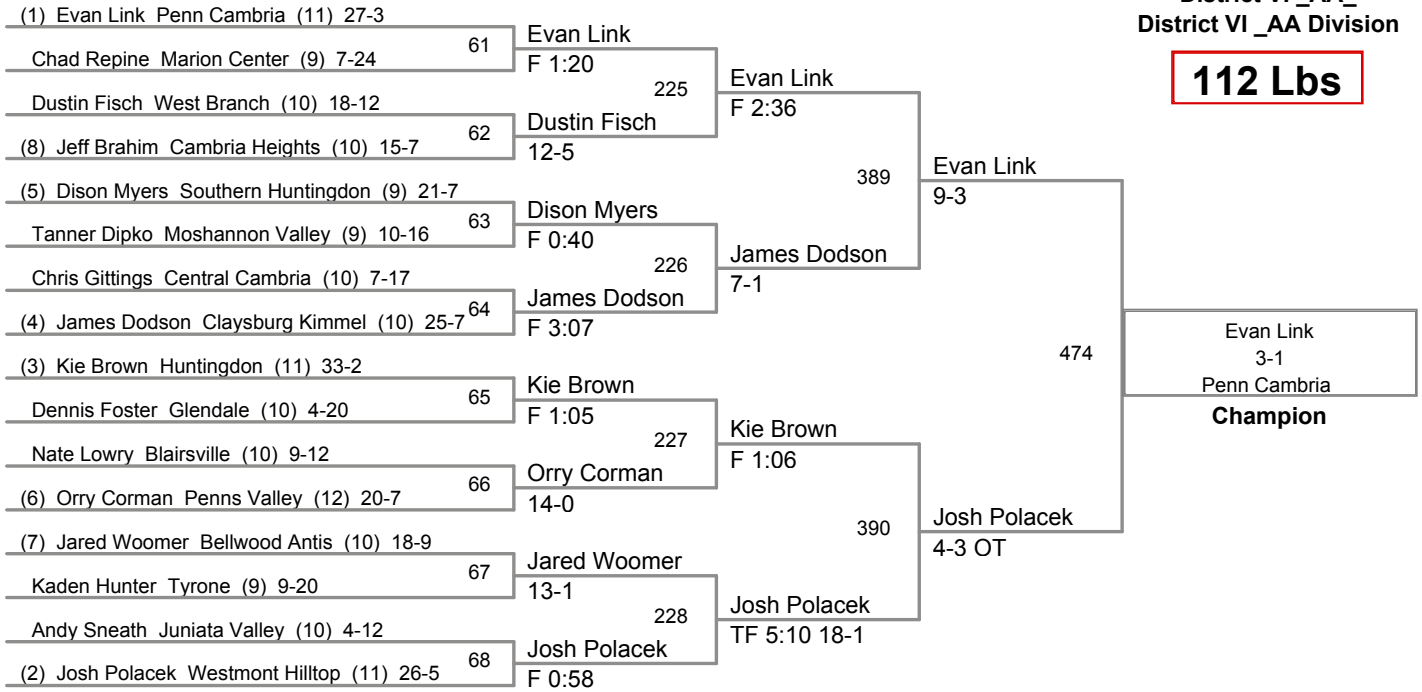 District VI _AA_
District VI _AA Division
112 Lbs
(1) Evan Link Penn Cambria (11) 27-3
61
Chad Repine Marion Center (9) 7-24
Evan Link
F 1:20
225
Dustin Fisch West Branch (10) 18-12
62
(8) Jeff Brahim Cambria Heights (10) 15-7
Dustin Fisch
12-5
Evan Link
F 2:36
389
(5) Dison Myers Southern Huntingdon (9) 21-7
63
Tanner Dipko Moshannon Valley (9) 10-16
Dison Myers
F 0:40
226
Chris Gittings Central Cambria (10) 7-17
64
(4) James Dodson Claysburg Kimmel (10) 25-7
James Dodson
F 3:07
James Dodson
7-1
Evan Link
9-3
474
(3) Kie Brown Huntingdon (11) 33-2
65
Dennis Foster Glendale (10) 4-20
Kie Brown
F 1:05
227
Nate Lowry Blairsville (10) 9-12
66
(6) Orry Corman Penns Valley (12) 20-7
Orry Corman
14-0
Kie Brown
F 1:06
390
(7) Jared Woomer Bellwood Antis (10) 18-9
67
Kaden Hunter Tyrone (9) 9-20
Jared Woomer
13-1
228
Andy Sneath Juniata Valley (10) 4-12
68
(2) Josh Polacek Westmont Hilltop (11) 26-5
Josh Polacek
F 0:58
Josh Polacek
TF 5:10 18-1
Josh Polacek
4-3 OT
Evan Link
3-1
Penn Cambria
Champion